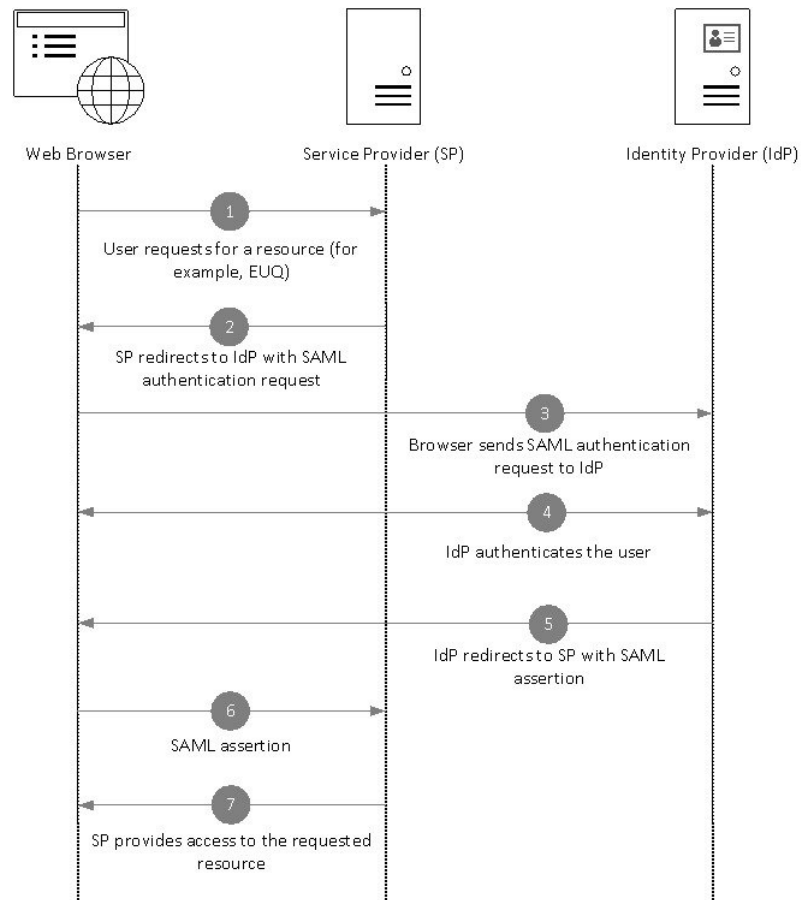 Web Browser
Service Provider (SP)
Identity Provider (IdP)
1
User requests for a resource (for
example, EUQ)
2
SP redirects to IdP with SAML
authentication request
3
Browser sends SAML authentication
request to IdP
4
IdP authenticates the user
5
IdP redirects to SP with SAML
assertion
6
SAML assertion
7
SP provides access to the requested
resource